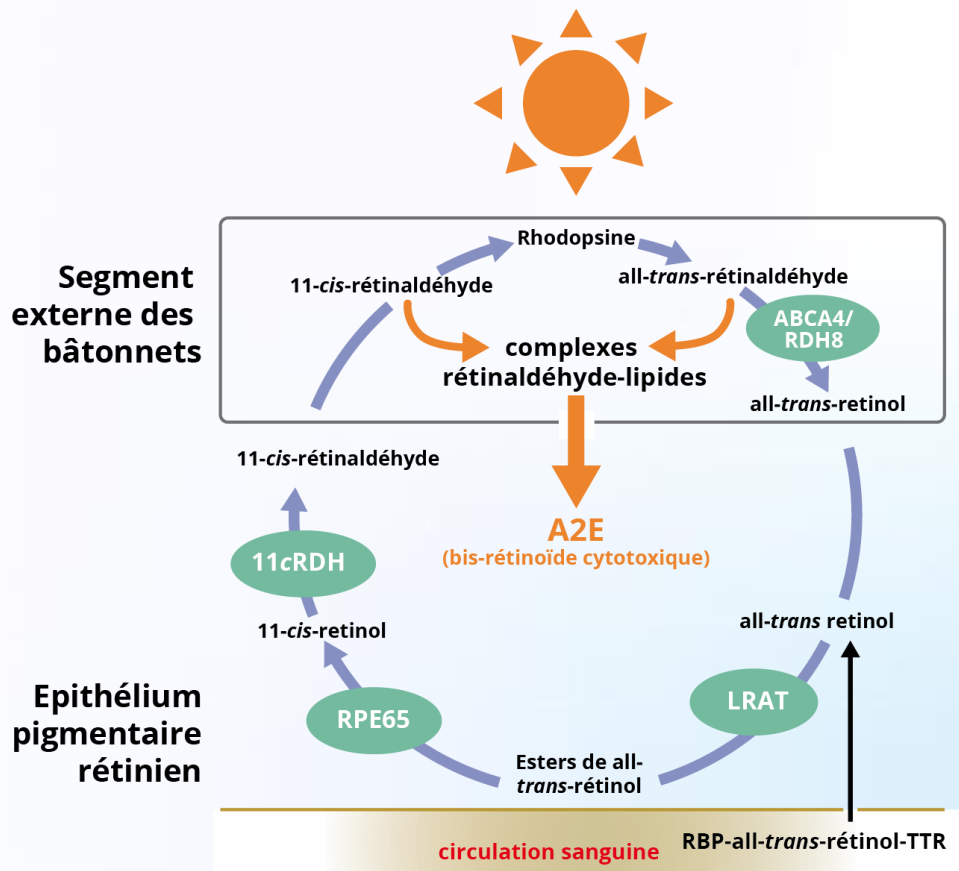 Segment
externe des
bâtonnets
Rhodopsine
11-cis-rétinaldéhyde
all-trans-rétinaldéhyde
ABCA4/
RDH8
complexes
rétinaldéhyde-lipides
all-trans-retinol
11-cis-rétinaldéhyde
A2E
(bis-rétinoïde cytotoxique)
11cRDH
11-cis-retinol
all-trans retinol
Epithélium
pigmentaire
rétinien
RPE65
LRAT
Esters de all-
trans-rétinol
circulation sanguine
RBP-all-trans-rétinol-TTR